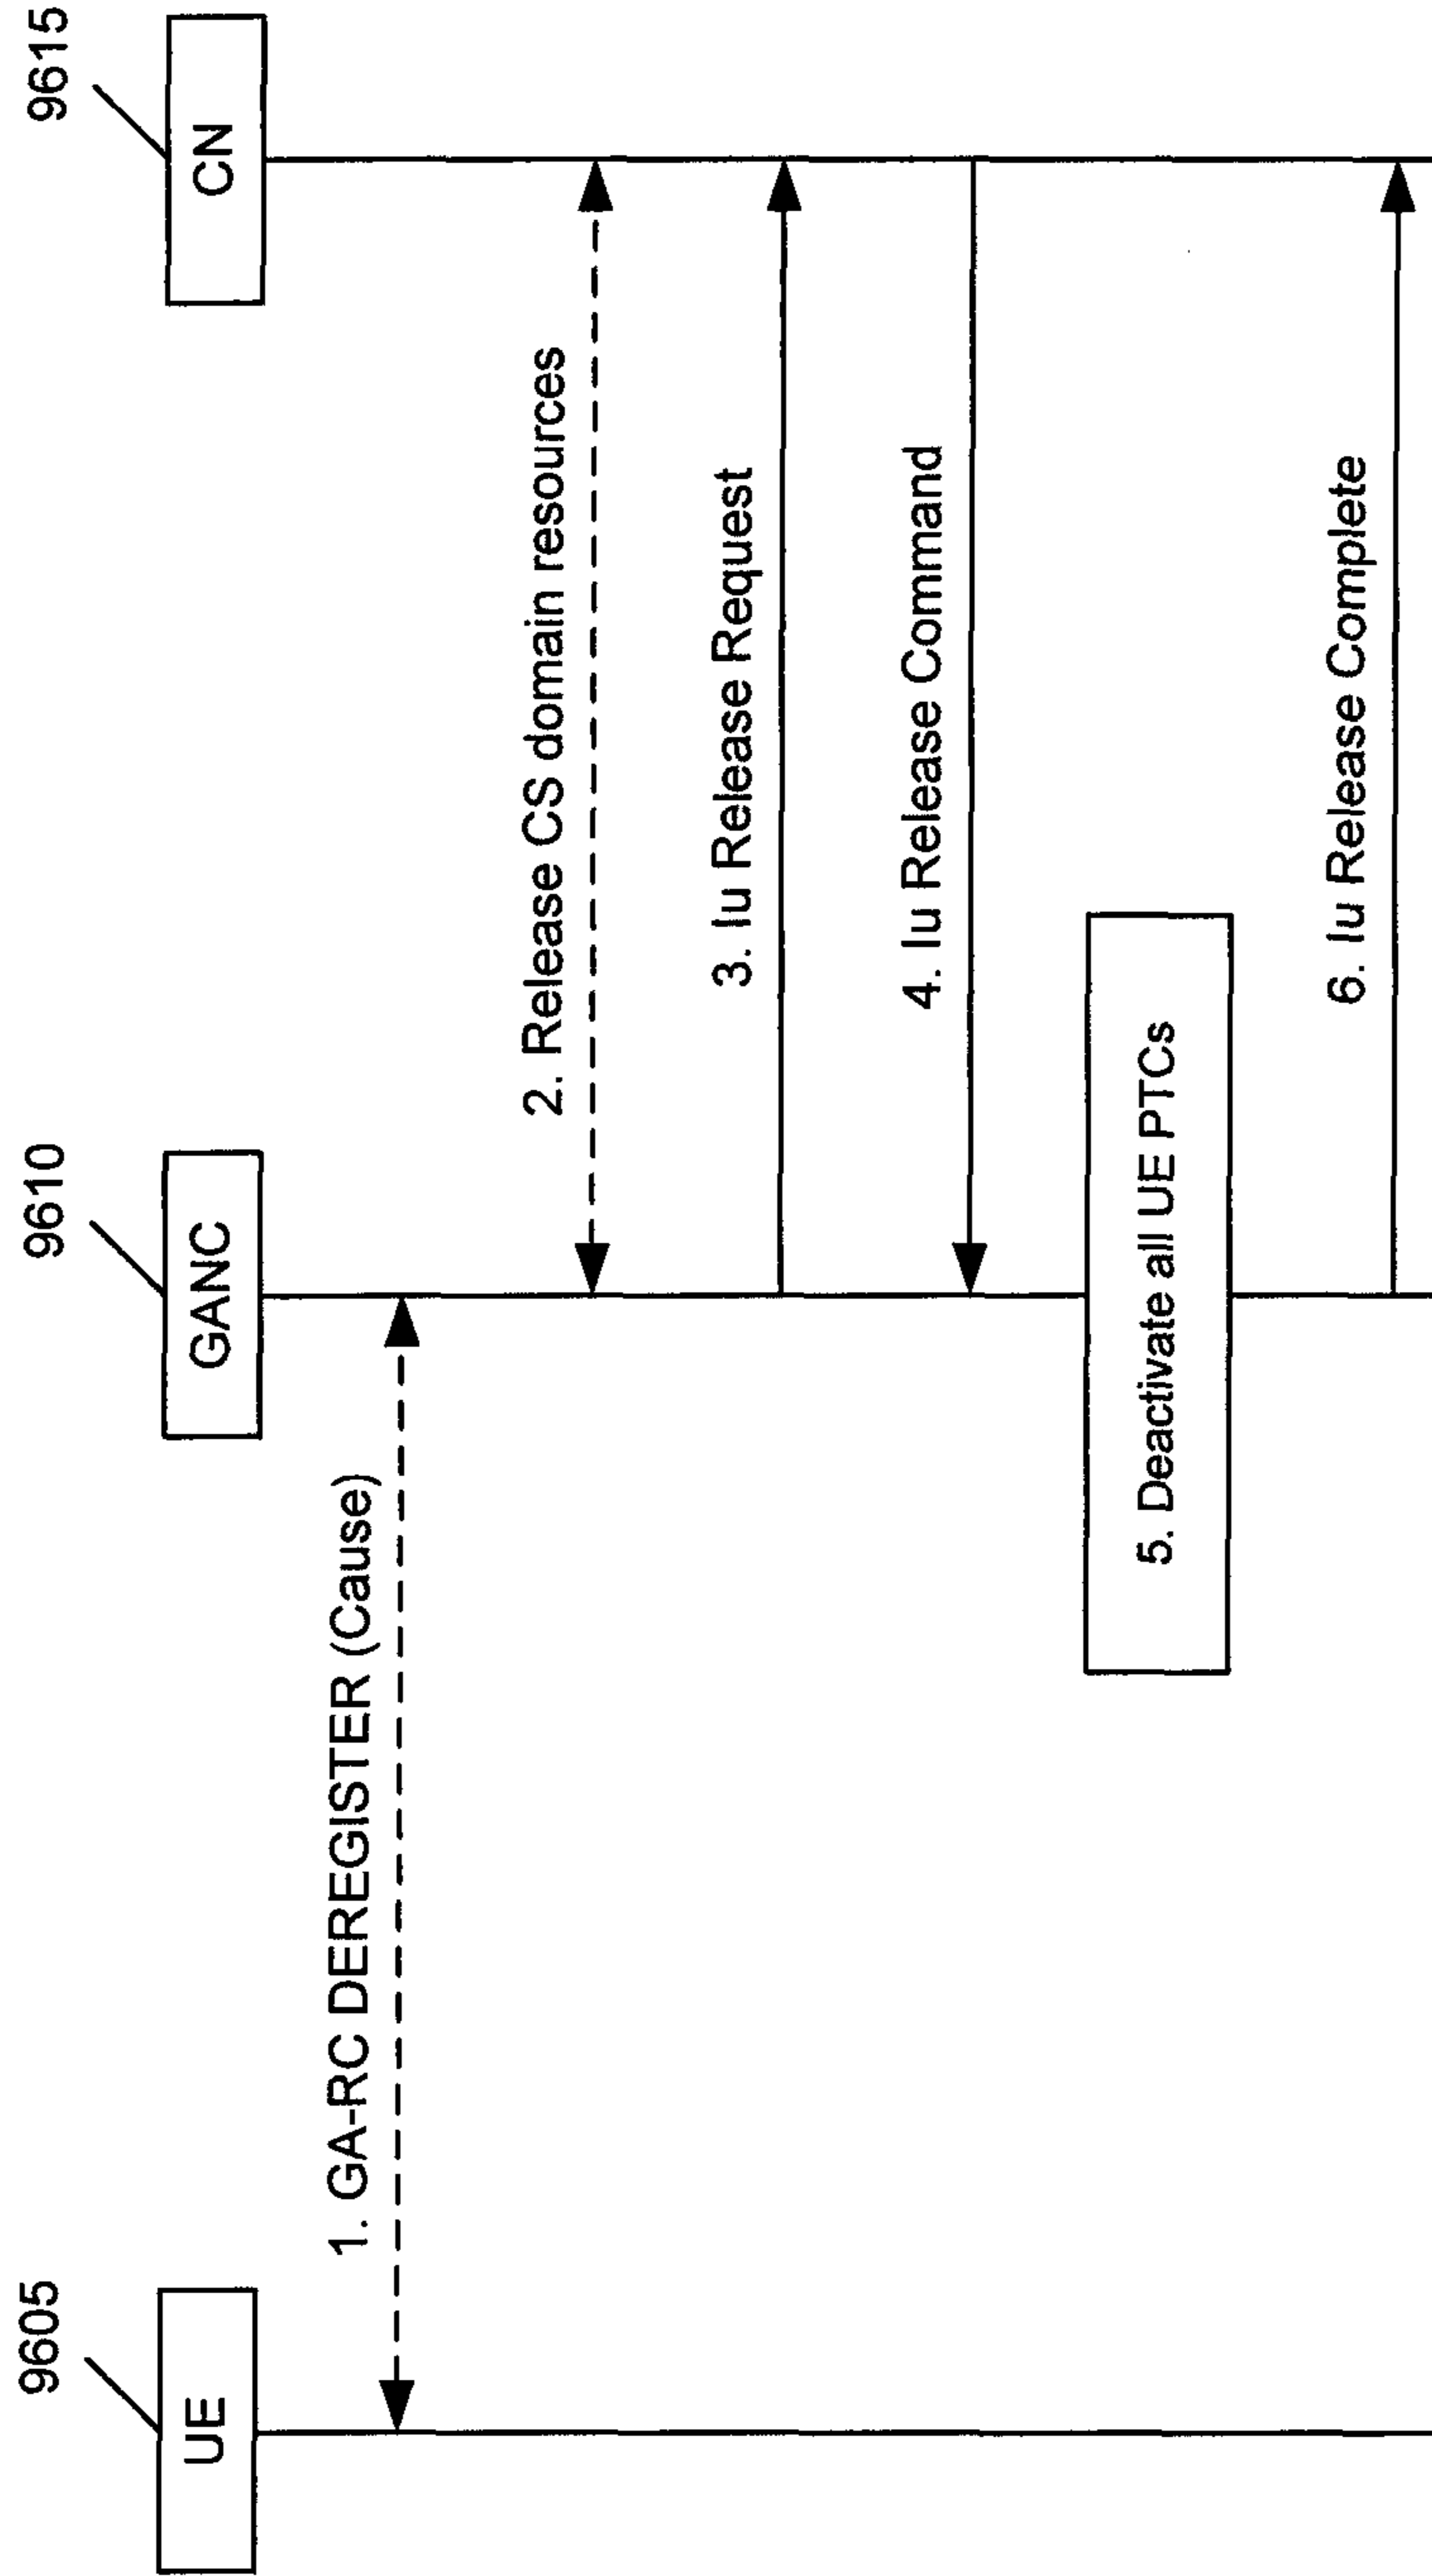 9605
UE
9610
GANC
9615
CN
1. GA-RC DEREGISTER (Cause)
2. Release CS domain resources
3. Iu Release Request
4. Iu Release Command
5. Deactivate all UE PTCs
6. Iu Release Complete